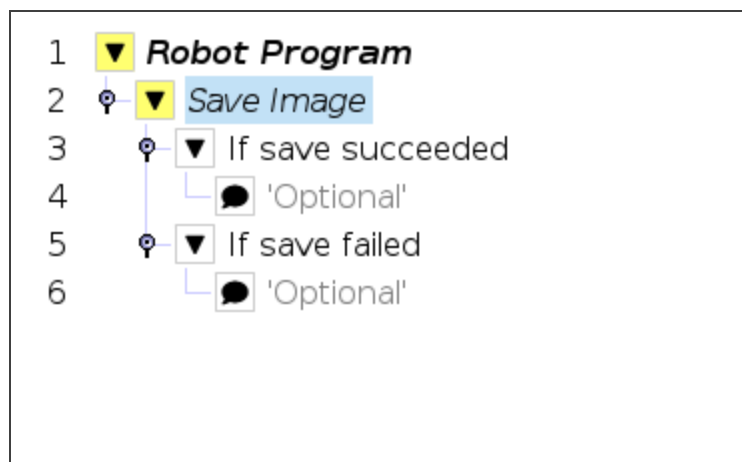 1 Robot Program
2 Save Image
3 If save succeeded
4 'Optional'
5 If save failed
6 'Optional'